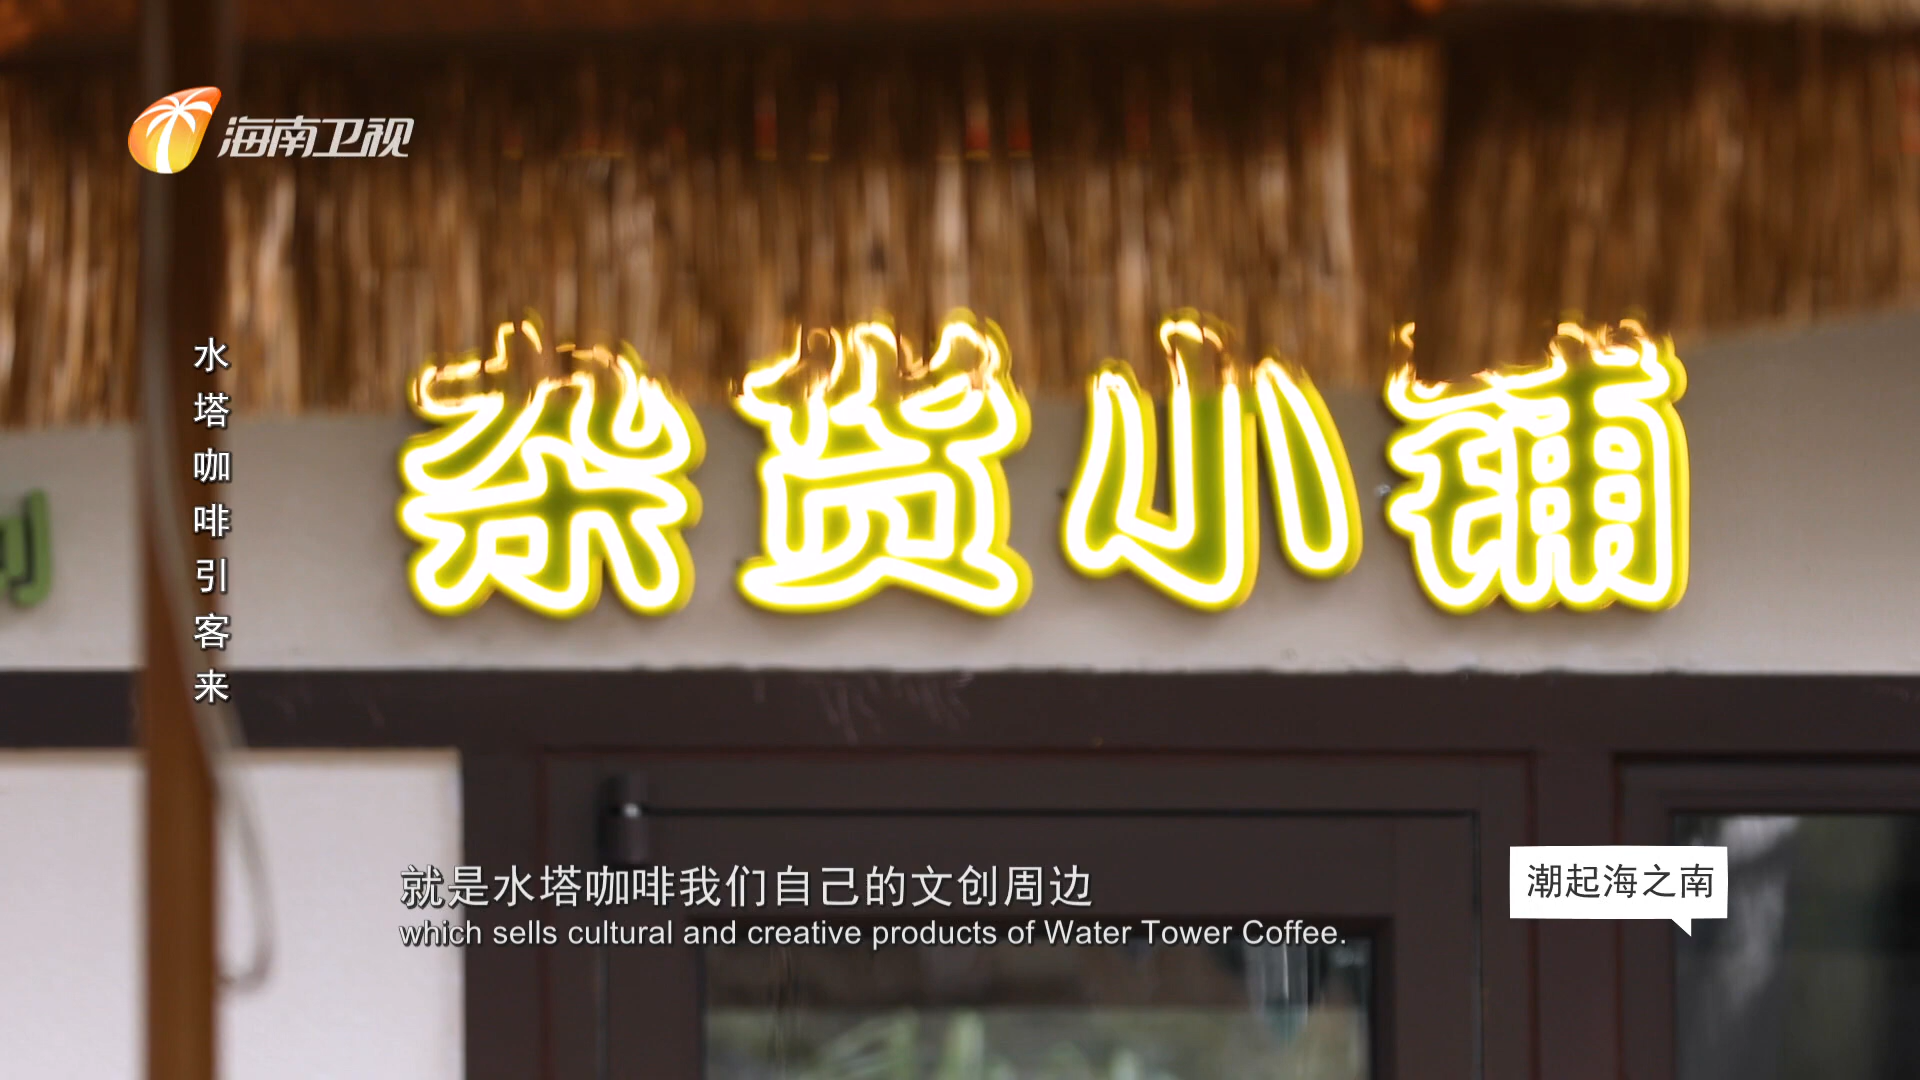 海南卫视
水塔咖啡引客来
杂货小铺
就是水塔咖啡我们自己的文创周边
which sells cultural and creative products of Water Tower Coffee.
潮起海之南